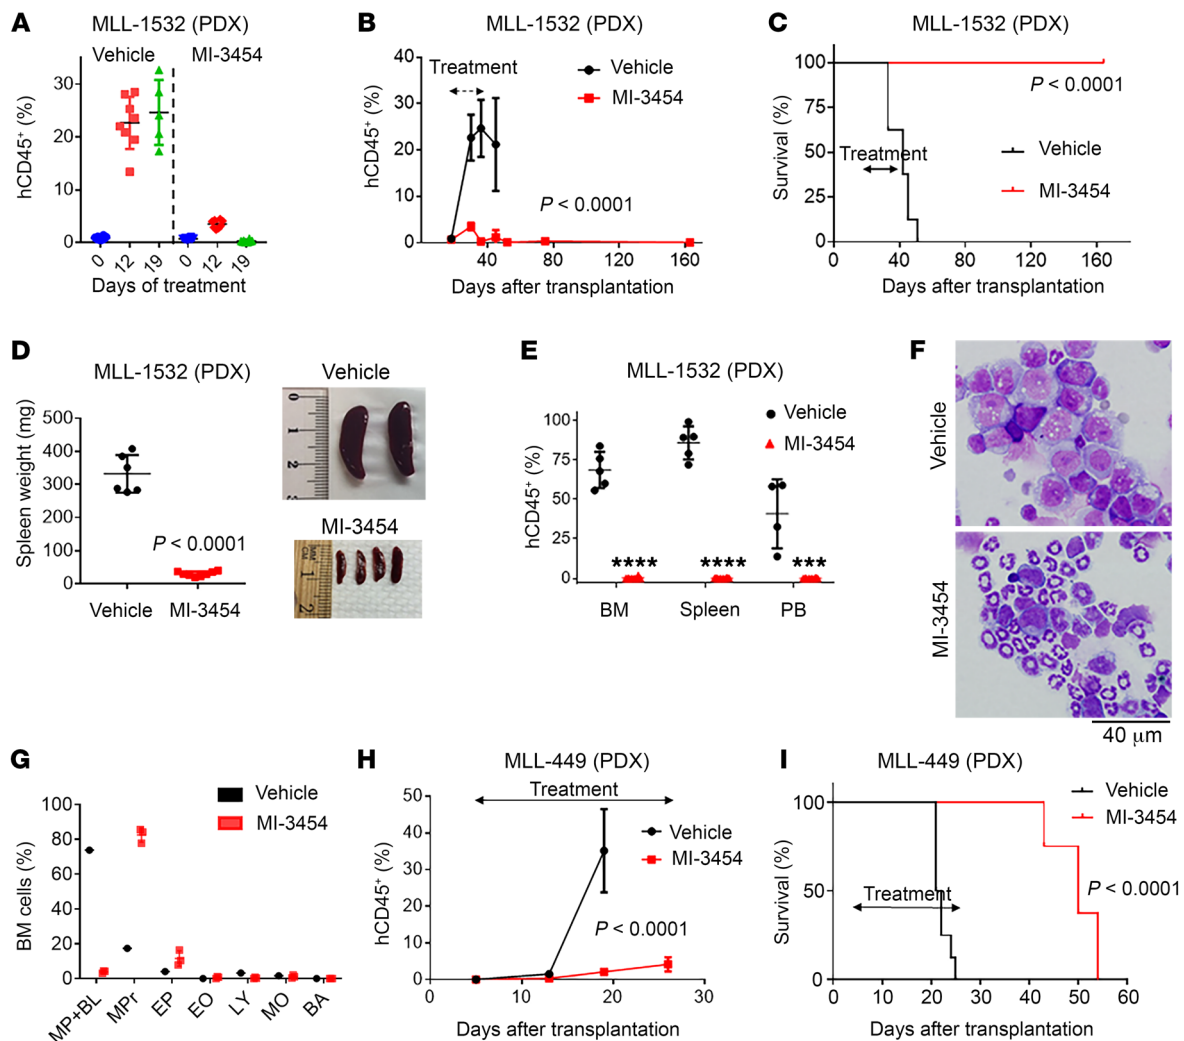 A
MLL-1532 (PDX)
Vehicle
MI-3454
hCD45+ (%)
30
20
10
0
0
12
19
0
12
19
Days of treatment
B
MLL-1532 (PDX)
Treatment
Vehicle
MI-3454
hCD45+ (%)
40
30
20
10
0
P < 0.0001
40
80
120
160
Days after transplantation
C
MLL-1532 (PDX)
Survival (%)
100
75
50
25
0
P < 0.0001
Treatment
Vehicle
MI-3454
0
40
80
120
160
Days after transplantation
D
MLL-1532 (PDX)
Spleen weight (mg)
500
400
300
200
100
0
P < 0.0001
Vehicle
MI-3454
Vehicle
0
1
2
MI-3454
1
2
E
MLL-1532 (PDX)
Vehicle
MI-3454
hCD45+ (%)
100
75
50
25
0
****
****
***
BM
Spleen
PB
F
Vehicle
MI-3454
40 μm
G
Vehicle
MI-3454
BM cells (%)
100
80
60
40
20
0
MP+BL
MPr
EP
EO
LY
MO
BA
H
MLL-449 (PDX)
Treatment
Vehicle
MI-3454
hCD45+ (%)
50
40
30
20
10
0
P < 0.0001
0
10
20
30
Days after transplantation
I
MLL-449 (PDX)
Vehicle
MI-3454
Survival (%)
100
50
0
P < 0.0001
Treatment
0
10
20
30
40
50
60
Days after transplantation